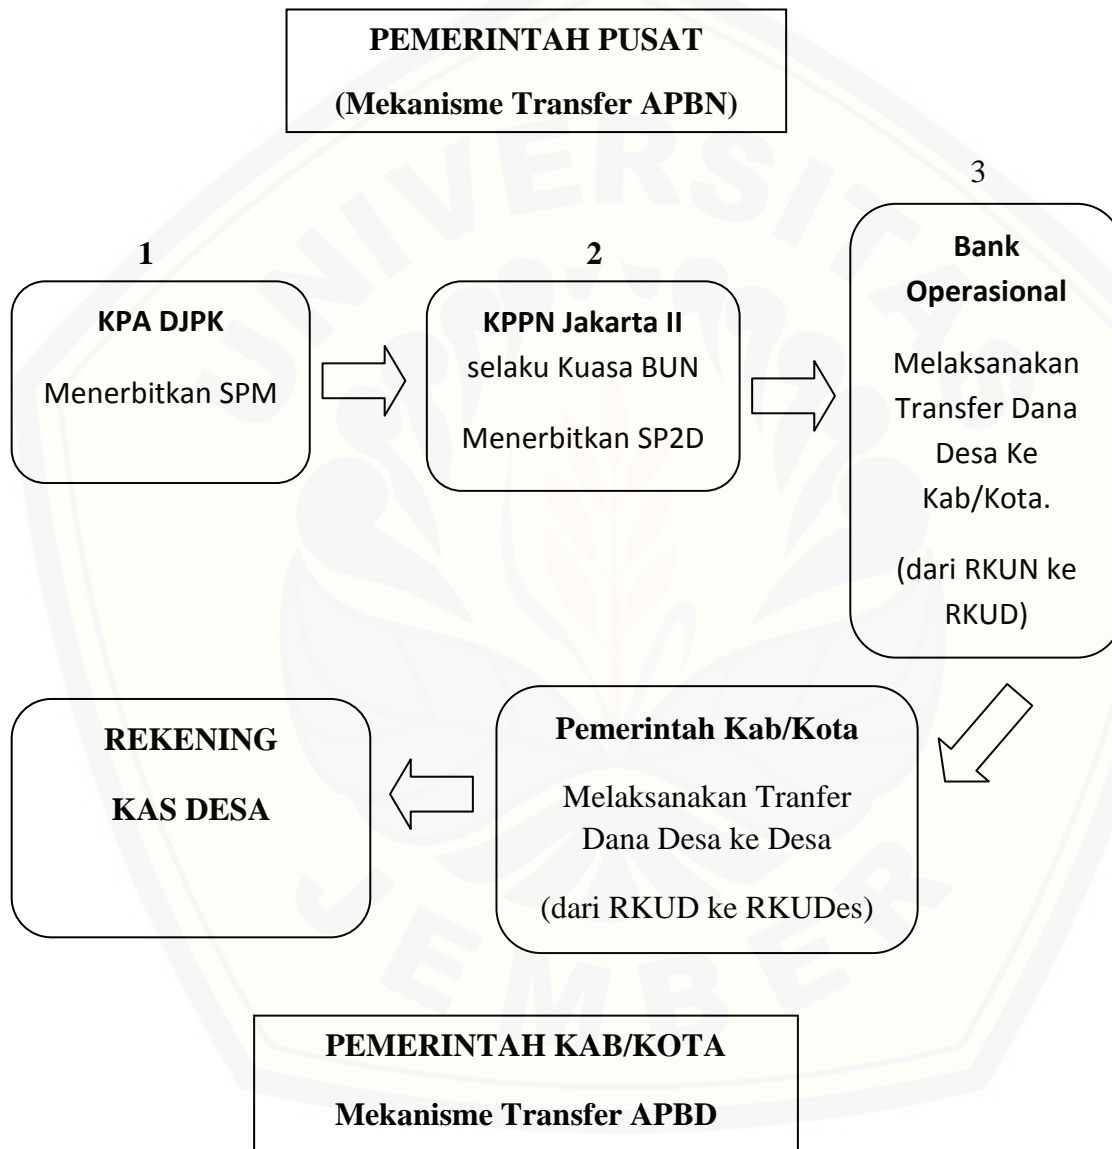 PEMERINTAH PUSAT
(Mekanisme Transfer APBN)
1
KPA DJPK
Menerbitkan SPM
2
KPPN Jakarta II
selaku Kuasa BUN
Menerbitkan SP2D
3
Bank
Operasional
Melaksanakan
Transfer Dana
Desa Ke
Kab/Kota.
(dari RKUN ke
RKUD)
Pemerintah Kab/Kota
Melaksanakan Tranfer
Dana Desa ke Desa
(dari RKUD ke RKUDes)
REKENING
KAS DESA
PEMERINTAH KAB/KOTA
Mekanisme Transfer APBD
UNIVERSITAS
JEMBER